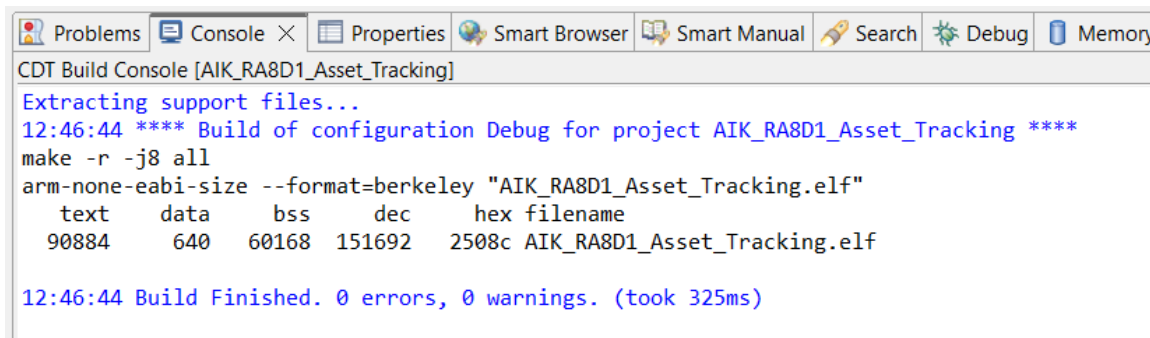 Problems Console Properties Smart Browser Smart Manual Search Debug Memory
CDT Build Console [AIK_RA8D1_Asset_Tracking]
Extracting support files...
12:46:44 **** Build of configuration Debug for project AIK_RA8D1_Asset_Tracking ****
make -r -j8 all
arm-none-eabi-size --format=berkeley "AIK_RA8D1_Asset_Tracking.elf"
   text    data     bss     dec     hex filename
  90884     640   60168  151692   2508c AIK_RA8D1_Asset_Tracking.elf
12:46:44 Build Finished. 0 errors, 0 warnings. (took 325ms)